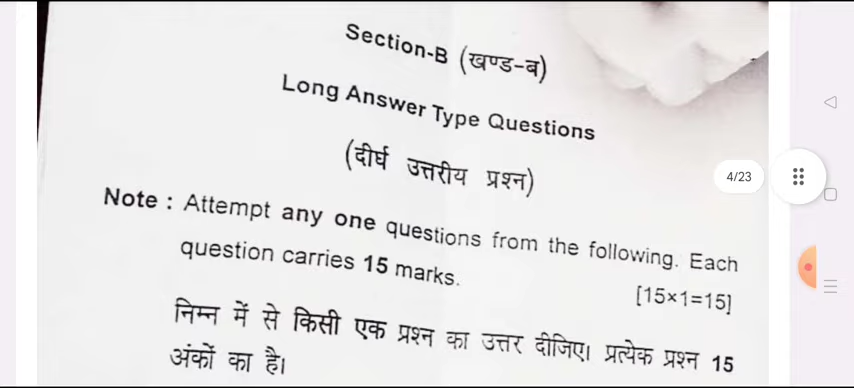 Section-B (खण्ड-ब)
Long Answer Type Questions
(दीर्घ उत्तरीय प्रश्न)
4/23
Note : Attempt any one questions from the following. Each
question carries 15 marks.
[15×1=15]
निम्न में से किसी एक प्रश्न का उत्तर दीजिए। प्रत्येक प्रश्न 15
अंकों का है।